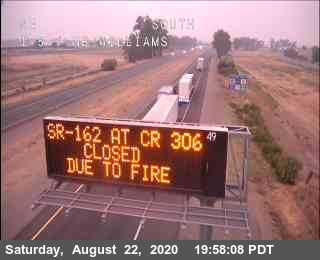 SOUTH
WILLIAMS
SR-162 AT CR 306
CLOSED
DUE TO FIRE
49
Saturday, August 22, 2020 19:58:08 PDT